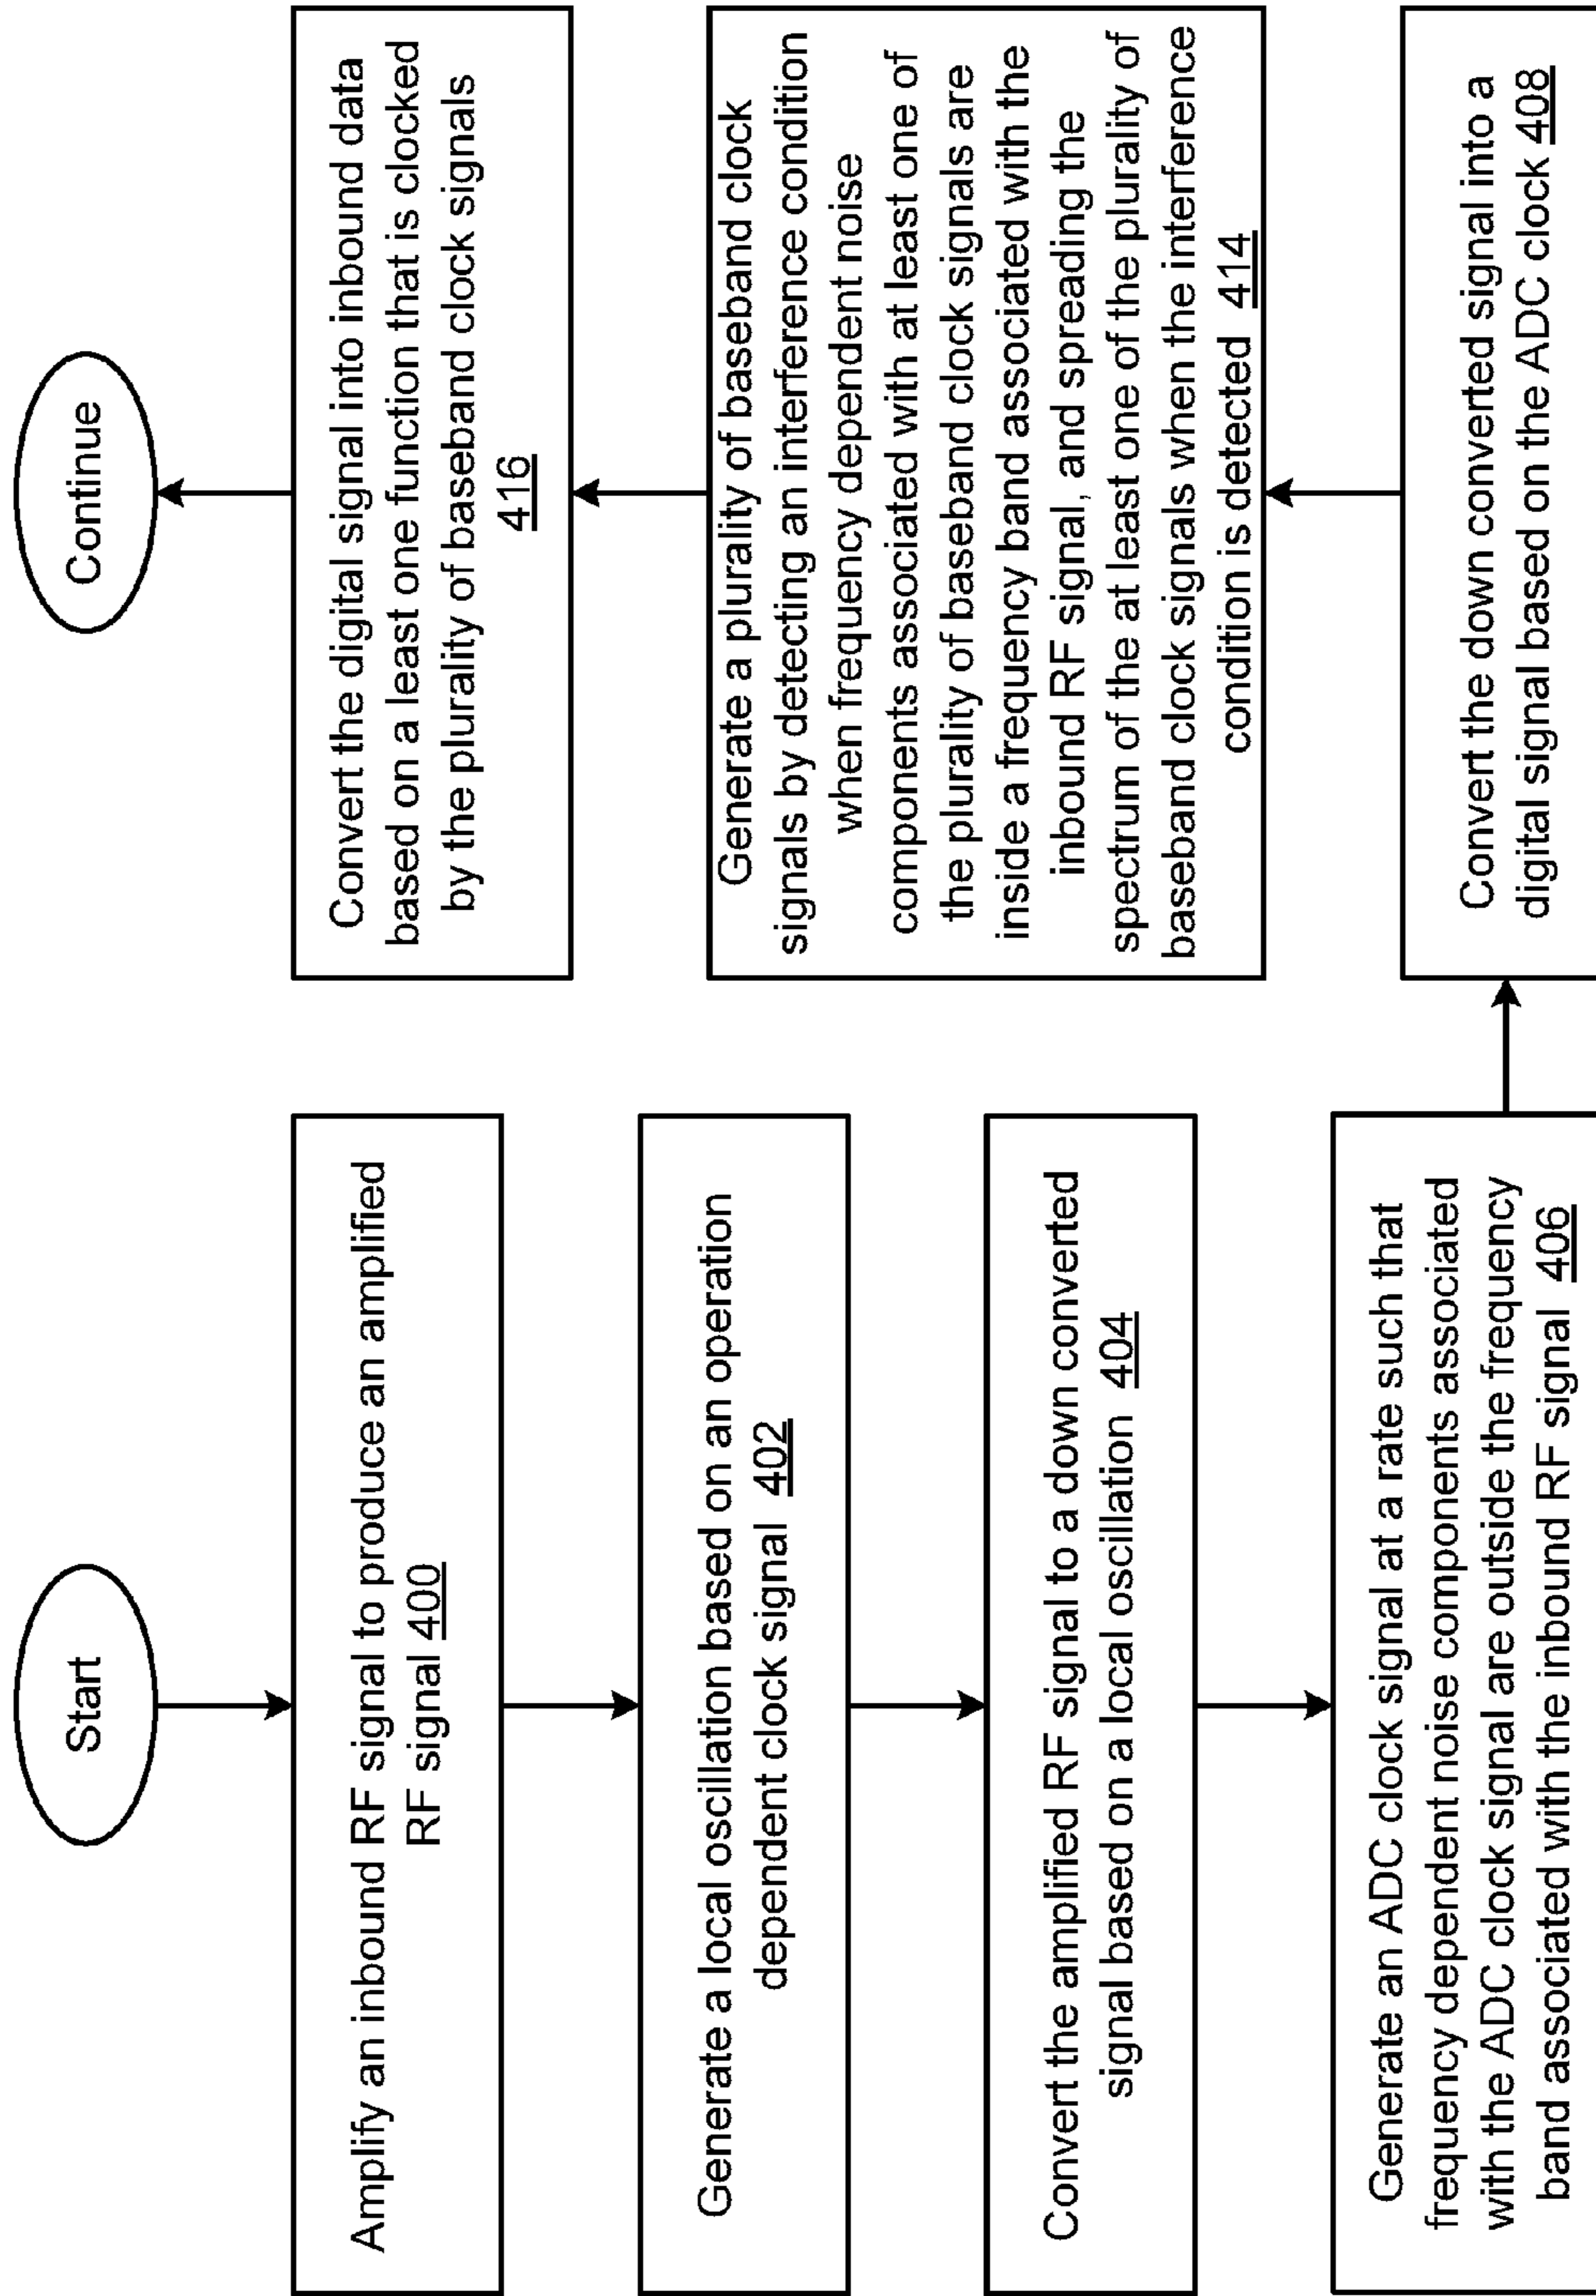 Start
Amplify an inbound RF signal to produce an amplified
RF signal 400
Generate a local oscillation based on an operation
dependent clock signal 402
Convert the amplified RF signal to a down converted
signal based on a local oscillation 404
Generate an ADC clock signal at a rate such that
frequency dependent noise components associated
with the ADC clock signal are outside the frequency
band associated with the inbound RF signal 406
Convert the down converted signal into a
digital signal based on the ADC clock 408
Generate a plurality of baseband clock
signals by detecting an interference condition
when frequency dependent noise
components associated with at least one of
the plurality of baseband clock signals are
inside a frequency band associated with the
inbound RF signal, and spreading the
spectrum of the at least one of the plurality of
baseband clock signals when the interference
condition is detected 414
Convert the digital signal into inbound data
based on a least one function that is clocked
by the plurality of baseband clock signals
416
Continue